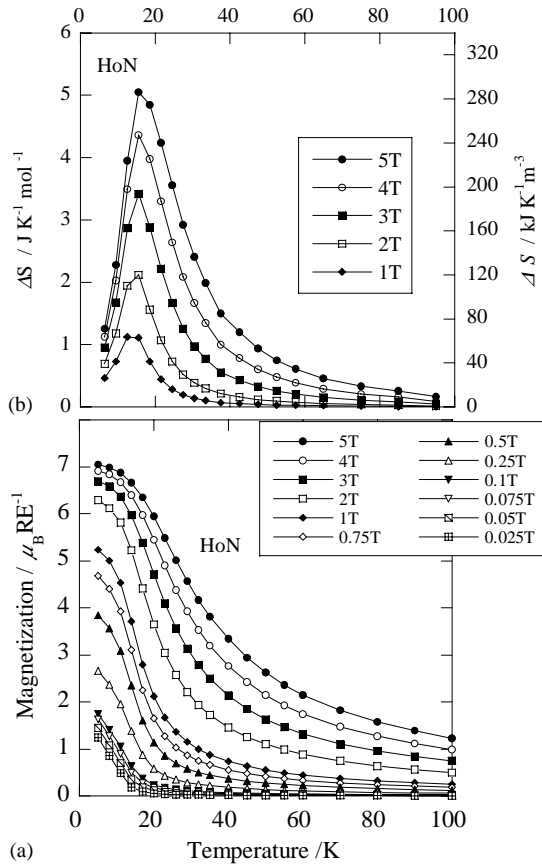 0 20 40 60 80 100
HoN
6
5
4
3
2
1
0
ΔS / J K⁻¹ mol⁻¹
5T
4T
3T
2T
1T
320
280
240
200
160
120
80
40
0
Δ S / kJ K⁻¹m⁻³
(b)
5T 0.5T
4T 0.25T
3T 0.1T
2T 0.075T
1T 0.05T
0.75T 0.025T
HoN
7
6
5
4
3
2
1
0
Magnetization / μB RE⁻¹
0 20 40 60 80 100
(a) Temperature /K